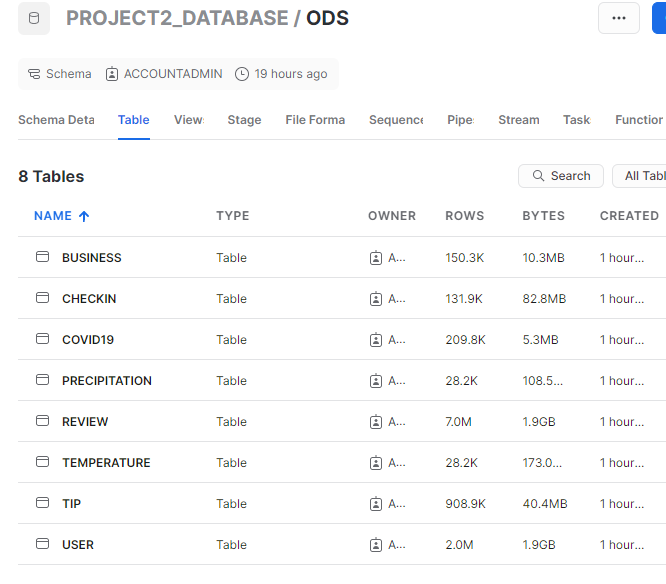 PROJECT2_DATABASE / ODS
Schema ACCOUNTADMIN 19 hours ago
Schema Deta Table View Stage File Forma Sequence Pipe Stream Task Function
8 Tables
Search All Tabl
NAME TYPE OWNER ROWS BYTES CREATED
BUSINESS Table A... 150.3K 10.3MB 1 hour...
CHECKIN Table A... 131.9K 82.8MB 1 hour...
COVID19 Table A... 209.8K 5.3MB 1 hour...
PRECIPITATION Table A... 28.2K 108.5... 1 hour...
REVIEW Table A... 7.0M 1.9GB 1 hour...
TEMPERATURE Table A... 28.2K 173.0... 1 hour...
TIP Table A... 908.9K 40.4MB 1 hour...
USER Table A... 2.0M 1.9GB 1 hour...